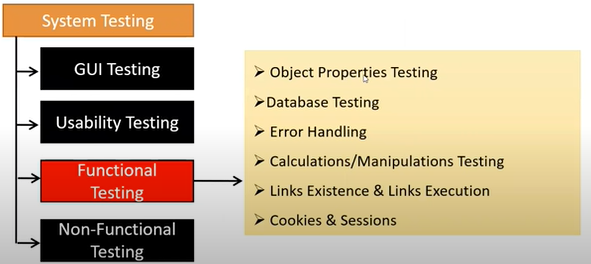 System Testing
GUI Testing
Usability Testing
Functional
Testing
Non-Functional
Testing
Object Properties Testing
Database Testing
Error Handling
Calculations/Manipulations Testing
Links Existence & Links Execution
Cookies & Sessions